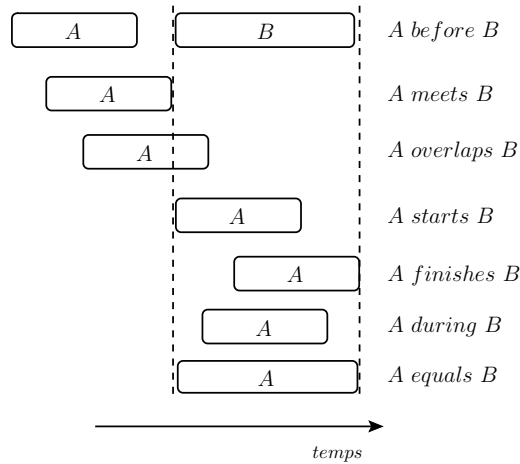 A B A before B
A A meets B
A A overlaps B
A A starts B
A A finishes B
A A during B
A A equals B
temps